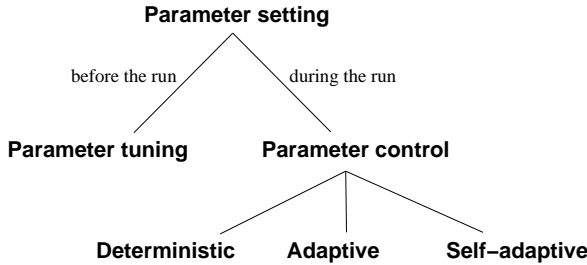 Parameter setting
before the run
during the run
Parameter tuning
Parameter control
Deterministic
Adaptive
Self−adaptive